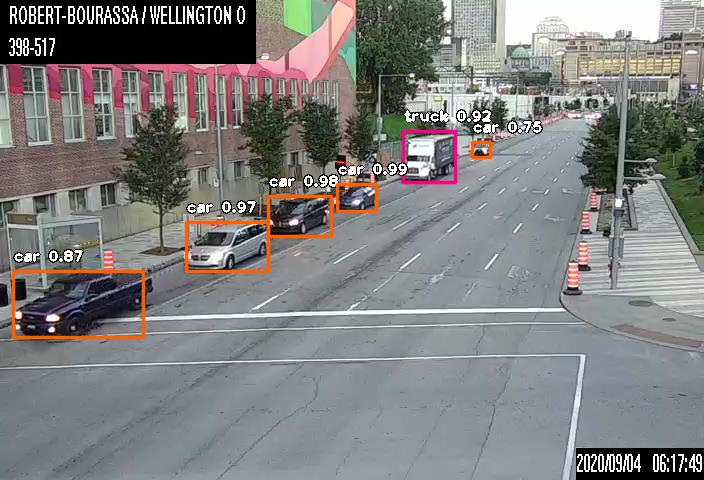 ROBERT-BOURASSA / WELLINGTON O
398-517
truck 0.92
car 0.75
car 0.99
car 0.98
car 0.97
car 0.87
2020/09/04 06:17:49